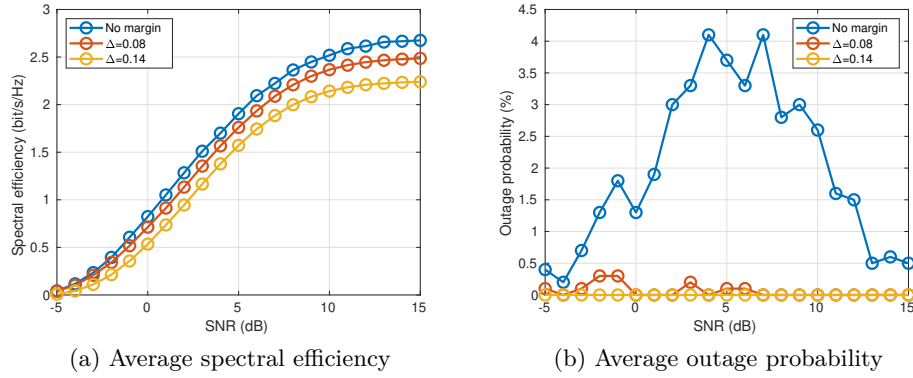 No margin
Δ=0.08
Δ=0.14
3
2.5
2
1.5
1
0.5
0
Spectral efficiency (bit/s/Hz)
-5
0
5
10
15
SNR (dB)
(a) Average spectral efficiency
No margin
Δ=0.08
Δ=0.14
4.5
4
3.5
3
2.5
2
1.5
1
0.5
0
Outage probability (%)
-5
0
5
10
15
SNR (dB)
(b) Average outage probability